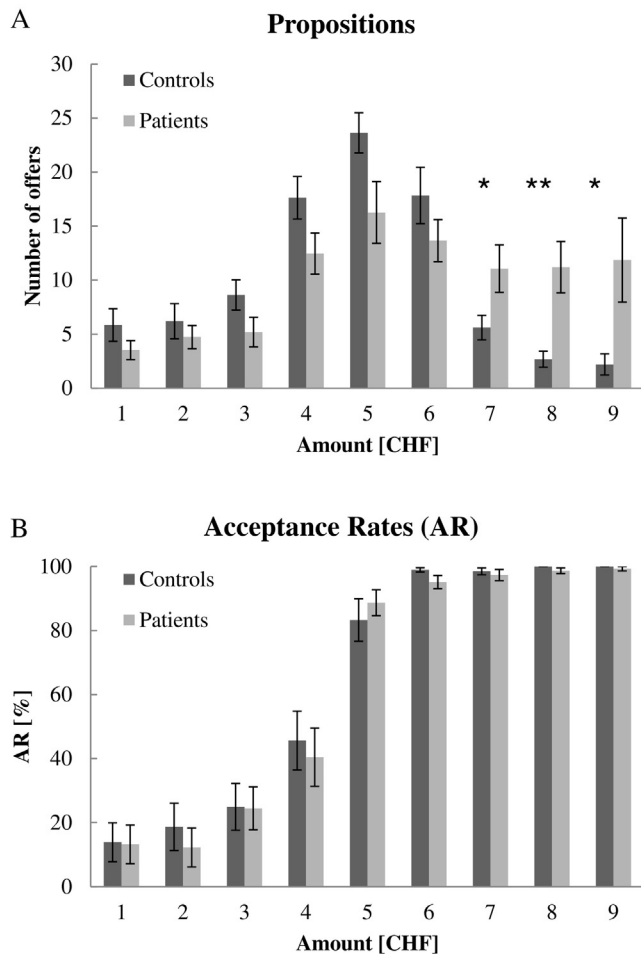 A
Propositions
30
25
20
15
10
5
0
Number of offers
Controls
Patients
* ** *
1 2 3 4 5 6 7 8 9
Amount [CHF]
B
Acceptance Rates (AR)
100
80
60
40
20
0
AR [%]
Controls
Patients
1 2 3 4 5 6 7 8 9
Amount [CHF]